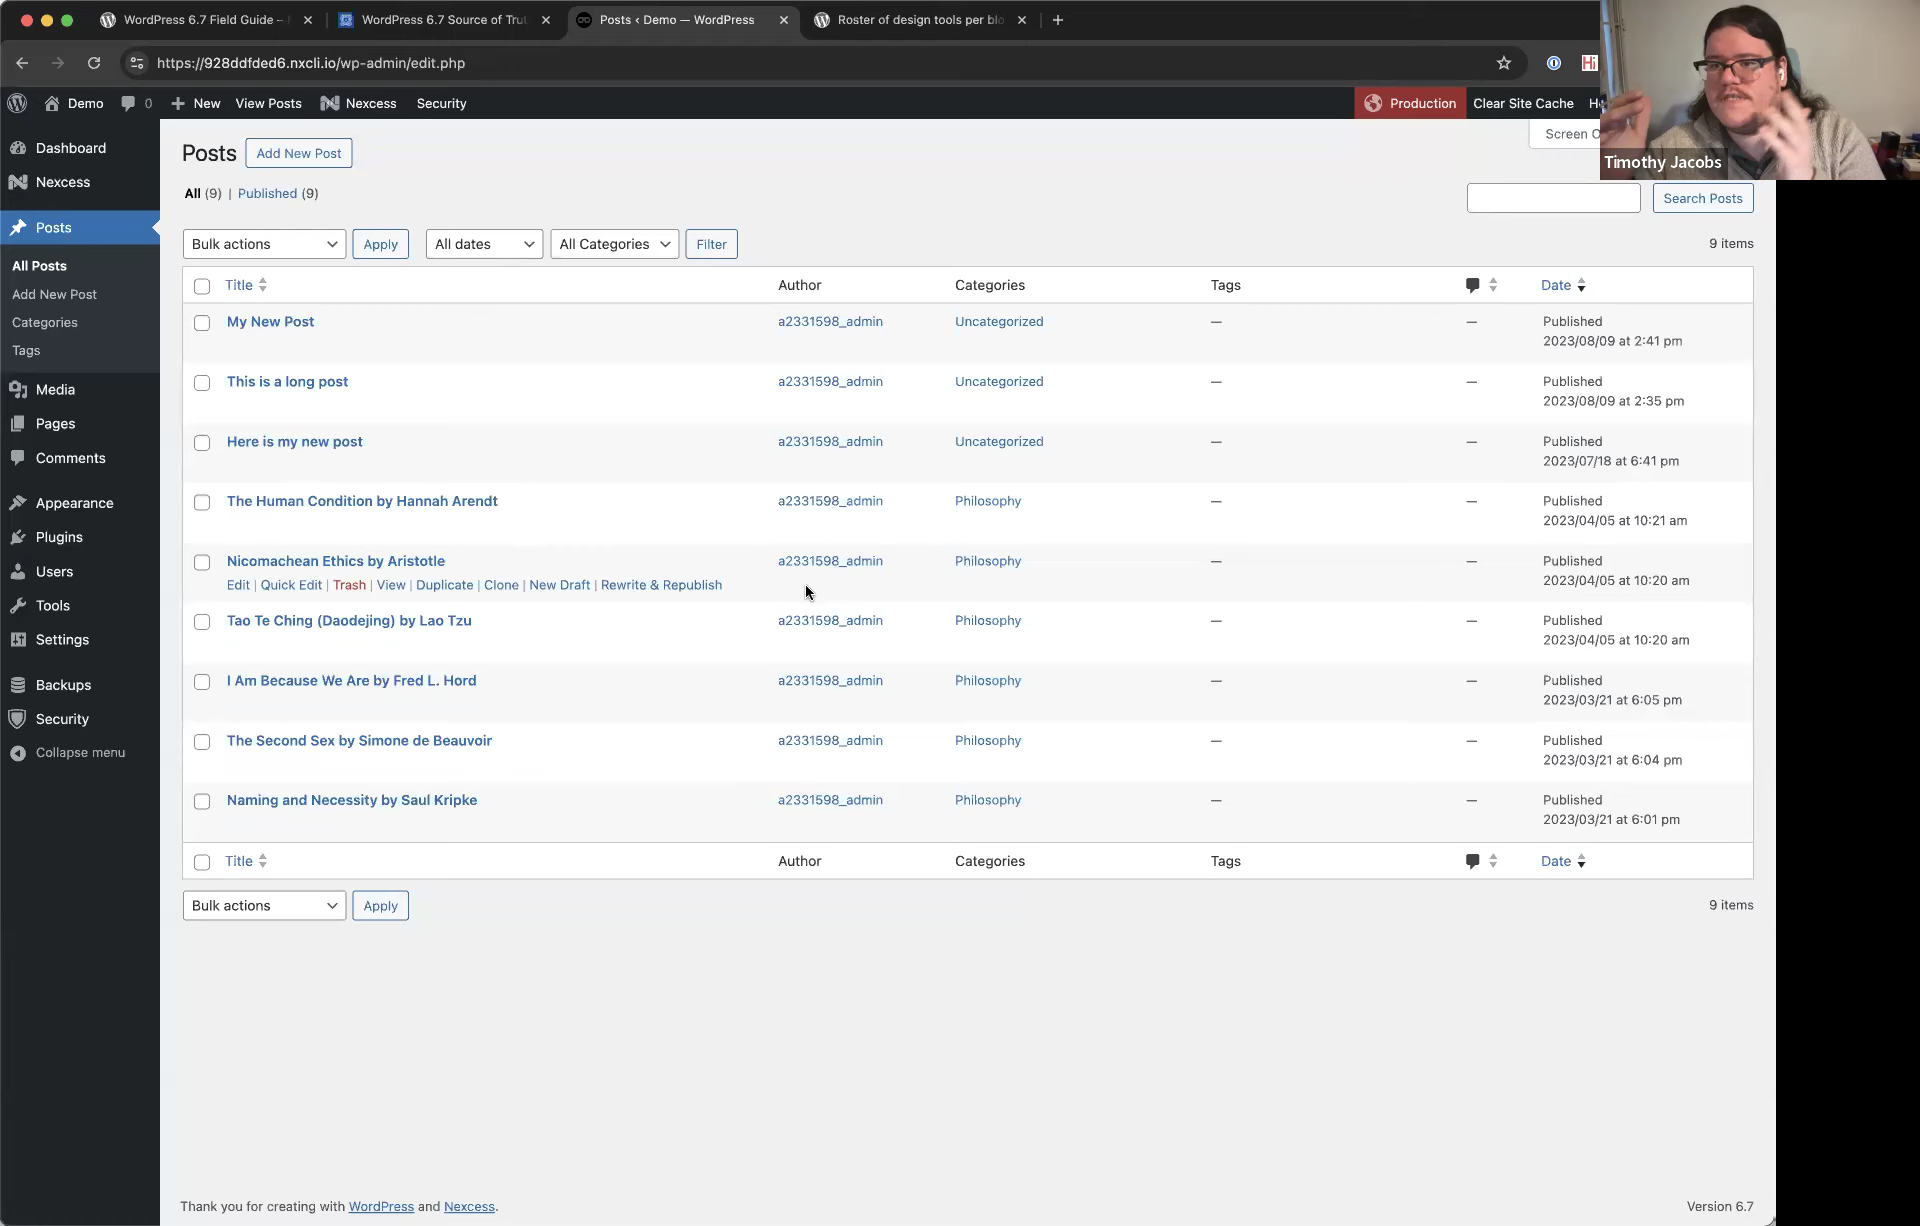 WordPress 6.7 Field Guide –
WordPress 6.7 Source of Tru
Posts ‹ Demo — WordPress
Roster of design tools per blo
https://928ddfded6.nxcli.io/wp-admin/edit.php
Hi
Demo
0
New
View Posts
Nexcess
Security
Production
Clear Site Cache
Timothy Jacobs
Dashboard
Nexcess
Posts
All Posts
Add New Post
Categories
Tags
Media
Pages
Comments
Appearance
Plugins
Users
Tools
Settings
Backups
Security
Collapse menu
Posts
Add New Post
Screen O
All (9) | Published (9)
Search Posts
Bulk actions
Apply
All dates
All Categories
Filter
9 items
Title Author Categories Tags Date
My New Post a2331598_admin Uncategorized — — Published
2023/08/09 at 2:41 pm
This is a long post a2331598_admin Uncategorized — — Published
2023/08/09 at 2:35 pm
Here is my new post a2331598_admin Uncategorized — — Published
2023/07/18 at 6:41 pm
The Human Condition by Hannah Arendt a2331598_admin Philosophy — — Published
2023/04/05 at 10:21 am
Nicomachean Ethics by Aristotle a2331598_admin Philosophy — — Published
Edit | Quick Edit | Trash | View | Duplicate | Clone | New Draft | Rewrite & Republish 2023/04/05 at 10:20 am
Tao Te Ching (Daodejing) by Lao Tzu a2331598_admin Philosophy — — Published
2023/04/05 at 10:20 am
I Am Because We Are by Fred L. Hord a2331598_admin Philosophy — — Published
2023/03/21 at 6:05 pm
The Second Sex by Simone de Beauvoir a2331598_admin Philosophy — — Published
2023/03/21 at 6:04 pm
Naming and Necessity by Saul Kripke a2331598_admin Philosophy — — Published
2023/03/21 at 6:01 pm
Title Author Categories Tags Date
Bulk actions
Apply
9 items
Thank you for creating with WordPress and Nexcess.
Version 6.7